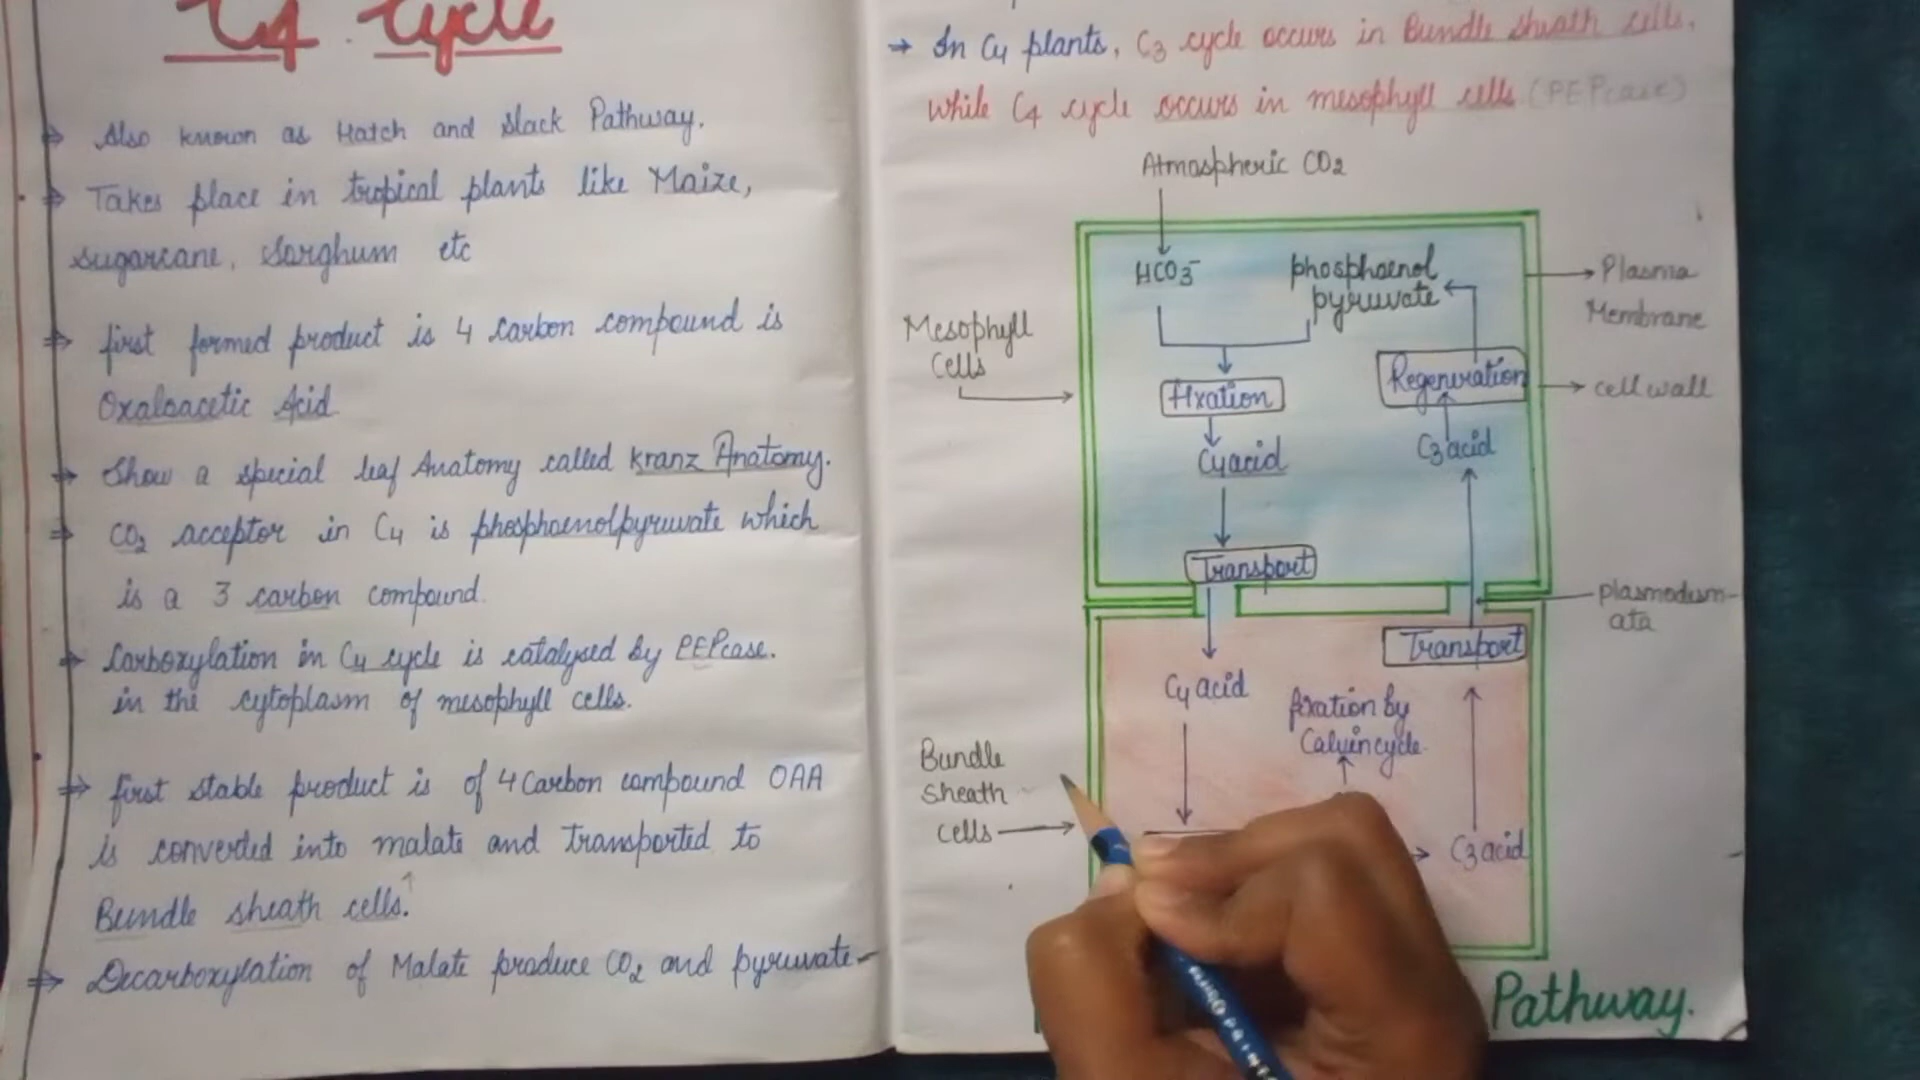 C4 Cycle
Also known as Hatch and Slack Pathway.
Takes place in tropical plants like Maize,
Sugarcane, Sorghum etc
first formed product is 4 carbon compound is
Oxaloacetic Acid
Show a special leaf Anatomy called Kranz Anatomy.
CO2 acceptor in C4 is phosphoenolpyruvate which
is a 3 carbon compound.
Carboxylation in C4 cycle is catalysed by PEPcase.
in the cytoplasm of mesophyll cells.
first stable product is of 4 Carbon compound OAA
is converted into malate and transported to
Bundle sheath cells.
Decarboxylation of Malate produce CO2 and pyruvate
→ In C4 plants, C3 cycle occurs in Bundle sheath cells,
while C4 cycle occurs in mesophyll cells (PEPcase)
Atmospheric CO2
HCO3-
phosphoenol
pyruvate
Plasma
Membrane
Mesophyll
Cells
Fixation
Regeneration
cell wall
C4 acid
C3 acid
Transport
plasmodesm-
ata
Transport
C4 acid
fixation by
Calvin cycle
Bundle
Sheath
cells
C3 acid
Pathway.